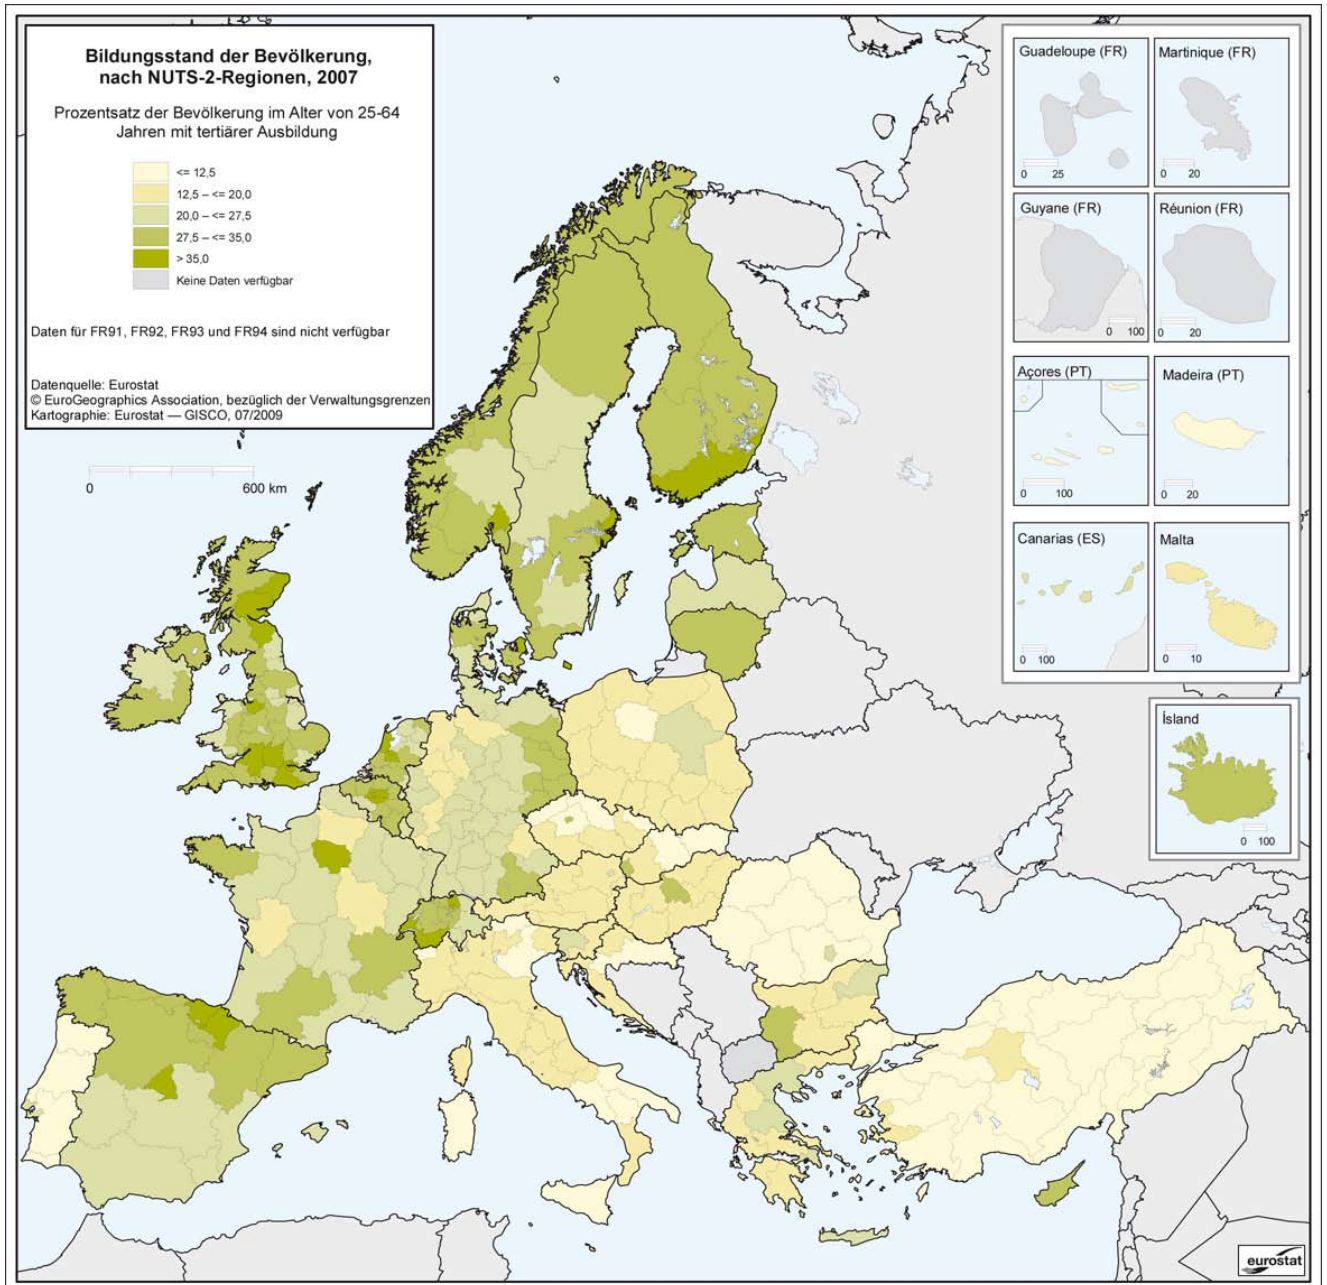 Bildungsstand der Bevölkerung,
nach NUTS-2-Regionen, 2007
Prozentsatz der Bevölkerung im Alter von 25-64
Jahren mit tertiärer Ausbildung
<= 12,5
12,5 – <= 20,0
20,0 – <= 27,5
27,5 – <= 35,0
> 35,0
Keine Daten verfügbar
Daten für FR91, FR92, FR93 und FR94 sind nicht verfügbar
Datenquelle: Eurostat
© EuroGeographics Association, bezüglich der Verwaltungsgrenzen
Kartographie: Eurostat — GISCO, 07/2009
0 600 km
Guadeloupe (FR)
0 25
Martinique (FR)
0 20
Guyane (FR)
0 100
Réunion (FR)
0 20
Açores (PT)
0 100
Madeira (PT)
0 20
Canarias (ES)
0 100
Malta
0 10
Ísland
0 100
eurostat